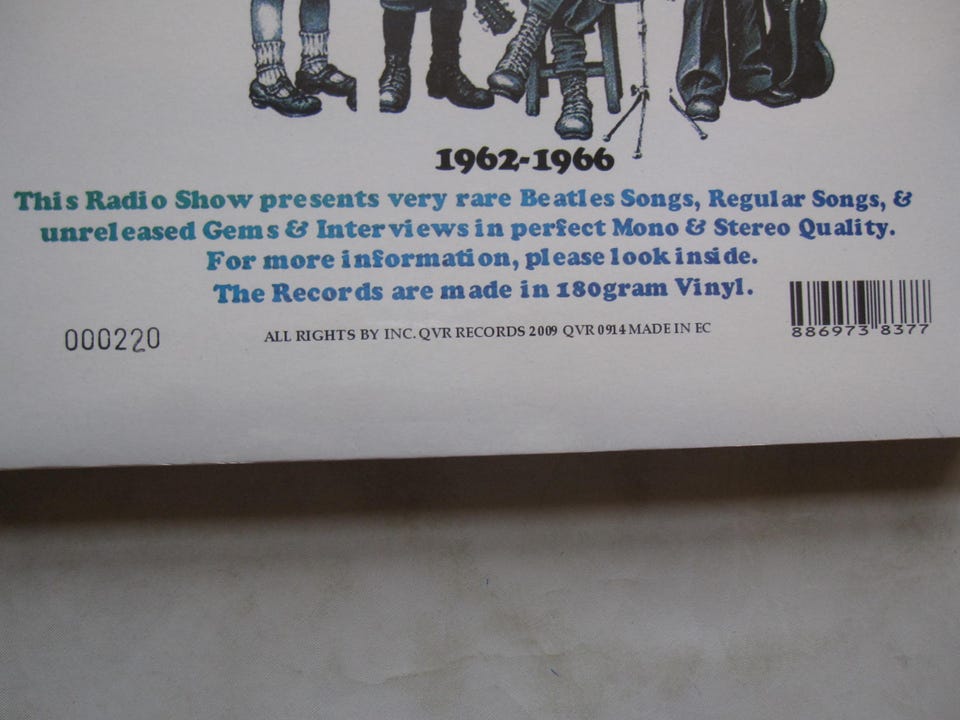 1962-1966
This Radio Show presents very rare Beatles Songs, Regular Songs, &
unreleased Gems & Interviews in perfect Mono & Stereo Quality.
For more information, please look inside.
The Records are made in 180gram Vinyl.
000220
ALL RIGHTS BY INC. QVR RECORDS 2009 QVR 0914 MADE IN EC
886973 8377